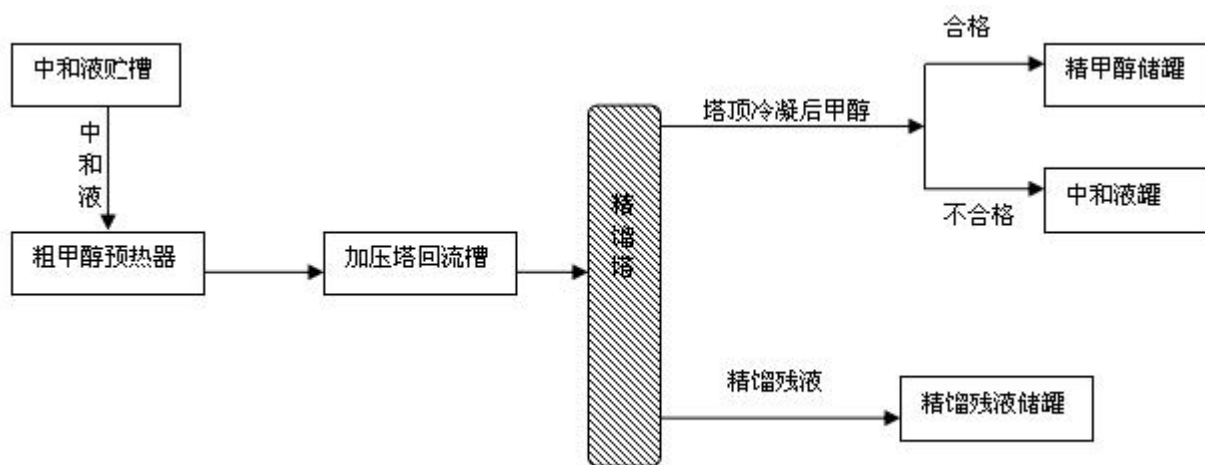 合格
中和液贮槽
精甲醇储罐
塔顶冷凝后甲醇
中和液
精馏塔
中和液罐
不合格
粗甲醇预热器
加压塔回流槽
精馏残液
精馏残液储罐